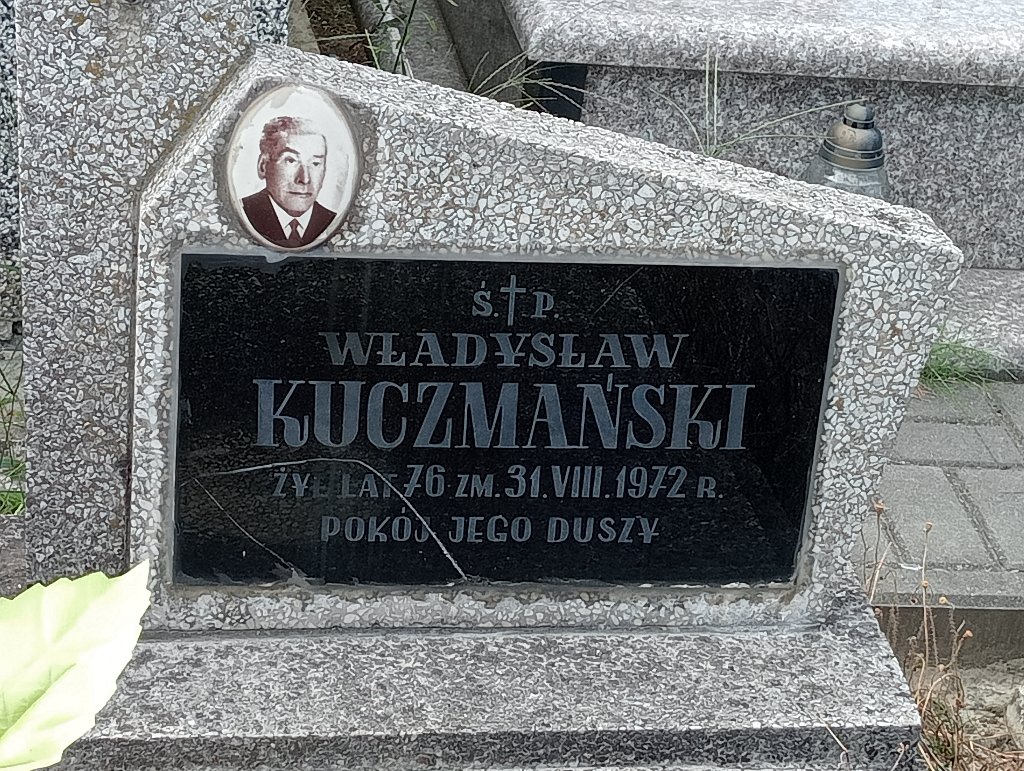 Ś.†P.
WŁADYSŁAW
KUCZMAŃSKI
ŻYŁ LAT 76 ZM. 31. VIII. 1972 R.
POKÓJ JEGO DUSZY